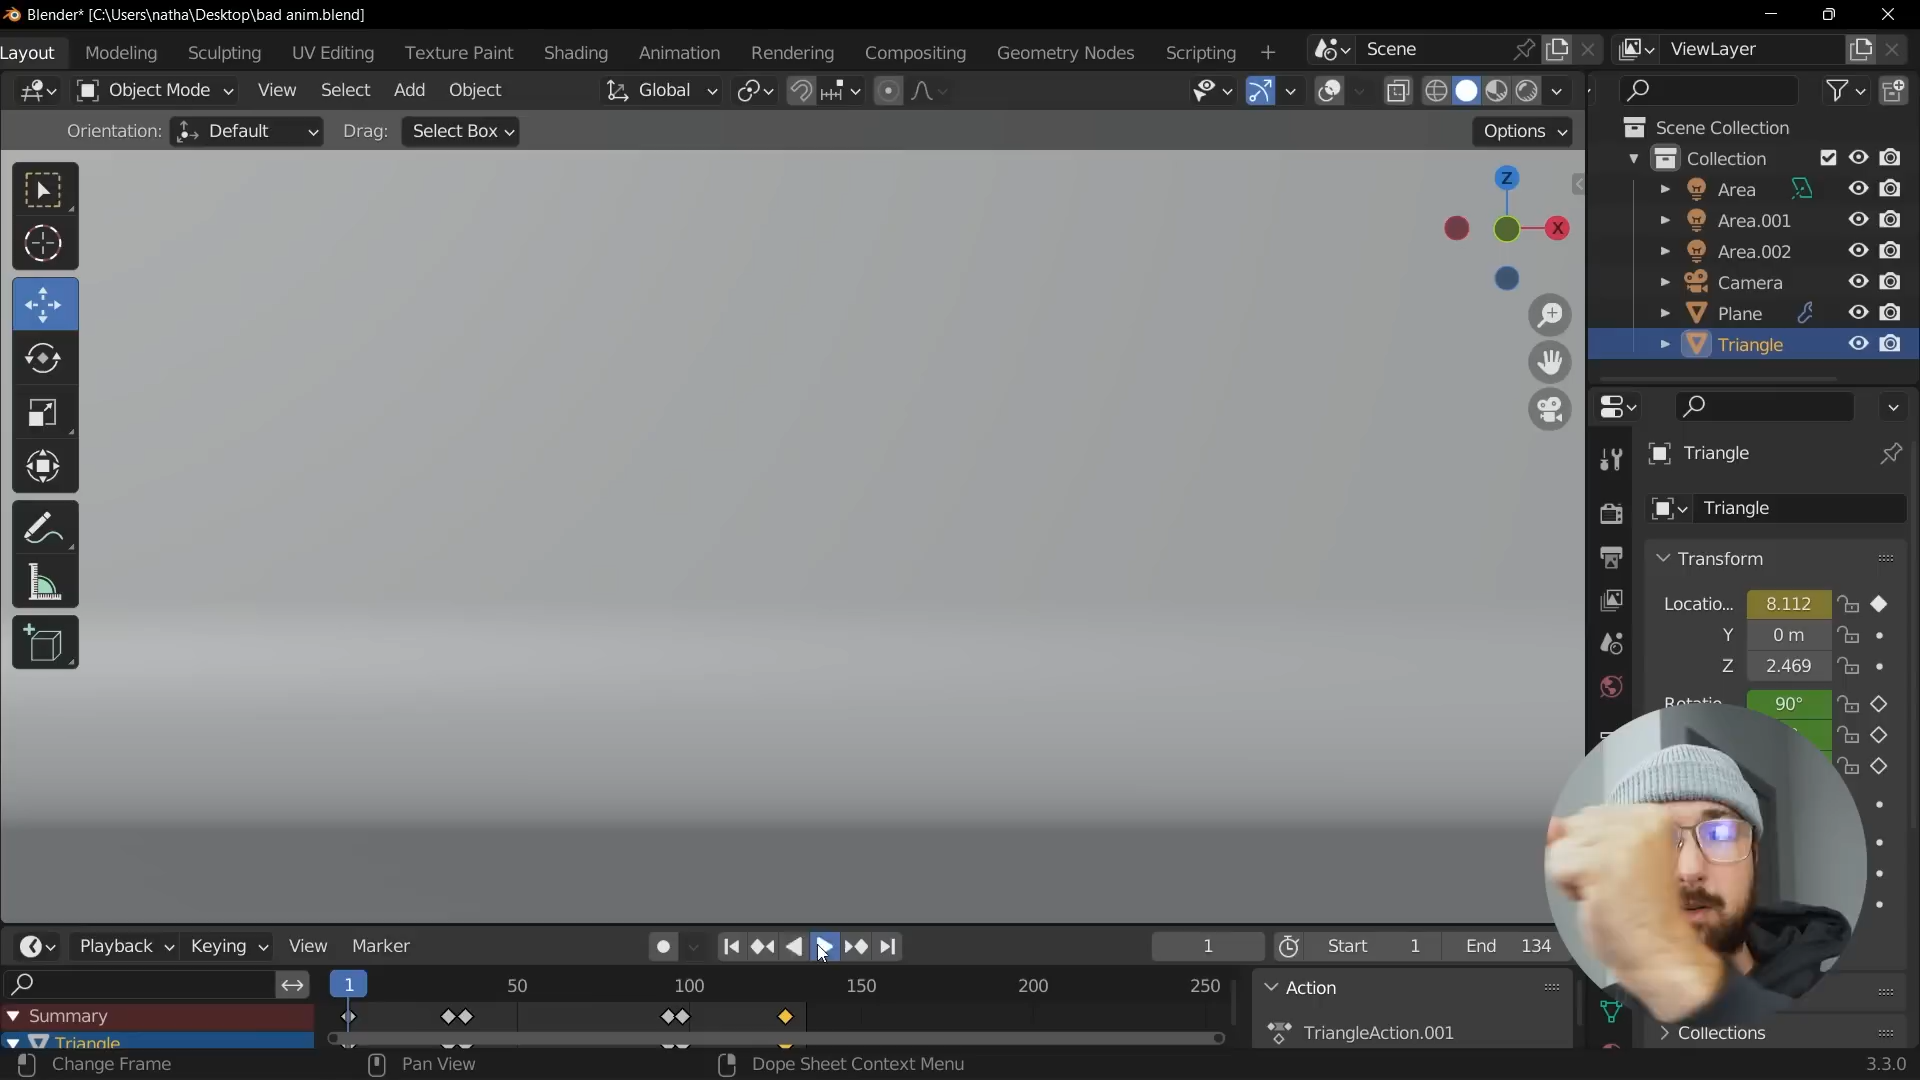 Blender* [C:\Users\natha\Desktop\bad anim.blend]
Layout Modeling Sculpting UV Editing Texture Paint Shading Animation Rendering Compositing Geometry Nodes Scripting + Scene ViewLayer
Object Mode View Select Add Object Global
Orientation: Default Drag: Select Box Options
Scene Collection
Collection
Area
Area.001
Area.002
Camera
Plane
Triangle
Z
X
Triangle
Triangle
Transform
Locatio... 8.112
Y 0 m
Z 2.469
Rotatio... 90°
Playback Keying View Marker 1 Start 1 End 134
1 50 100 150 200 250
Action
Summary
Triangle
TriangleAction.001
Collections
Change Frame Pan View Dope Sheet Context Menu 3.3.0